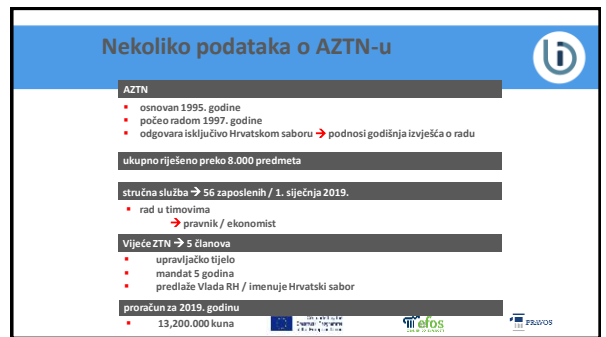 Nekoliko podataka o AZTN-u
AZTN
▪ osnovan 1995. godine
▪ počeo radom 1997. godine
▪ odgovara isključivo Hrvatskom saboru → podnosi godišnja izvješća o radu
ukupno riješeno preko 8.000 predmeta
stručna služba → 56 zaposlenih / 1. siječnja 2019.
▪ rad u timovima
→ pravnik / ekonomist
Vijeće ZTN → 5 članova
▪ upravljačko tijelo
▪ mandat 5 godina
▪ predlaže Vlada RH / imenuje Hrvatski sabor
proračun za 2019. godinu
▪ 13,200.000 kuna
efos
PRAVOS